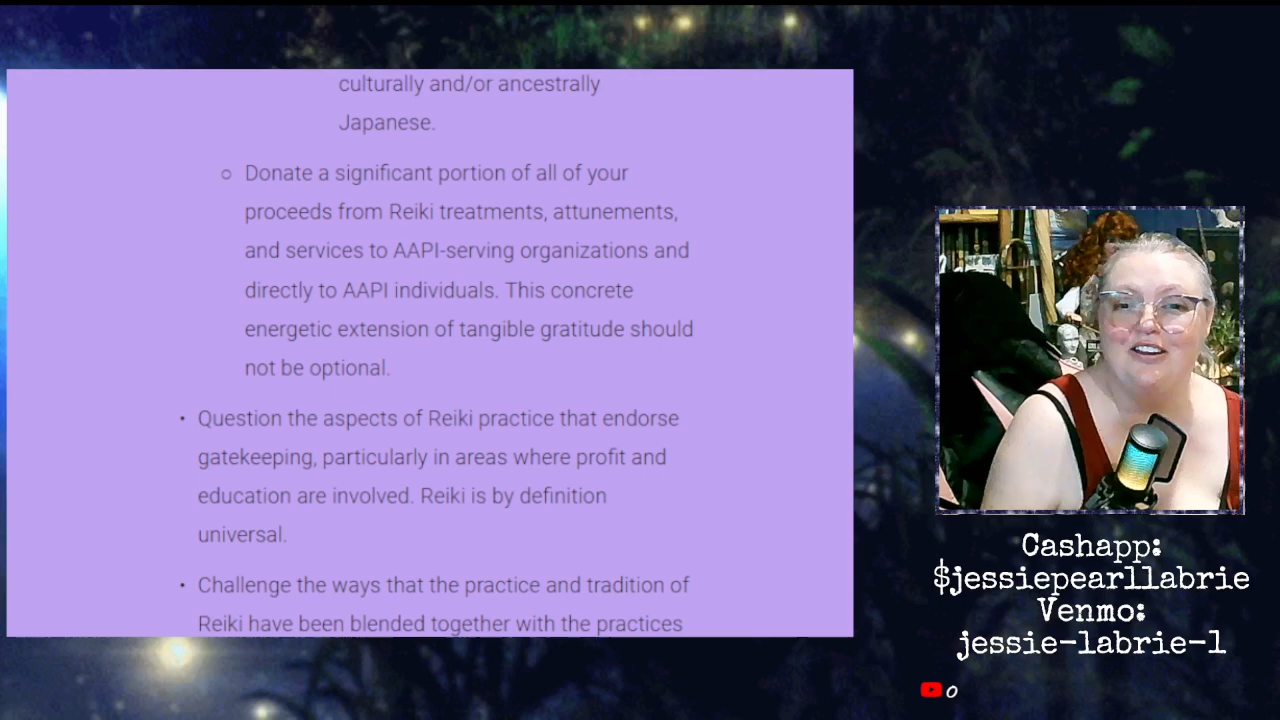 culturally and/or ancestrally
Japanese.
○ Donate a significant portion of all of your
proceeds from Reiki treatments, attunements,
and services to AAPI-serving organizations and
directly to AAPI individuals. This concrete
energetic extension of tangible gratitude should
not be optional.
• Question the aspects of Reiki practice that endorse
gatekeeping, particularly in areas where profit and
education are involved. Reiki is by definition
universal.
• Challenge the ways that the practice and tradition of
Reiki have been blended together with the practices
Cashapp:
$jessiepearllabrie
Venmo:
jessie-labrie-1
0